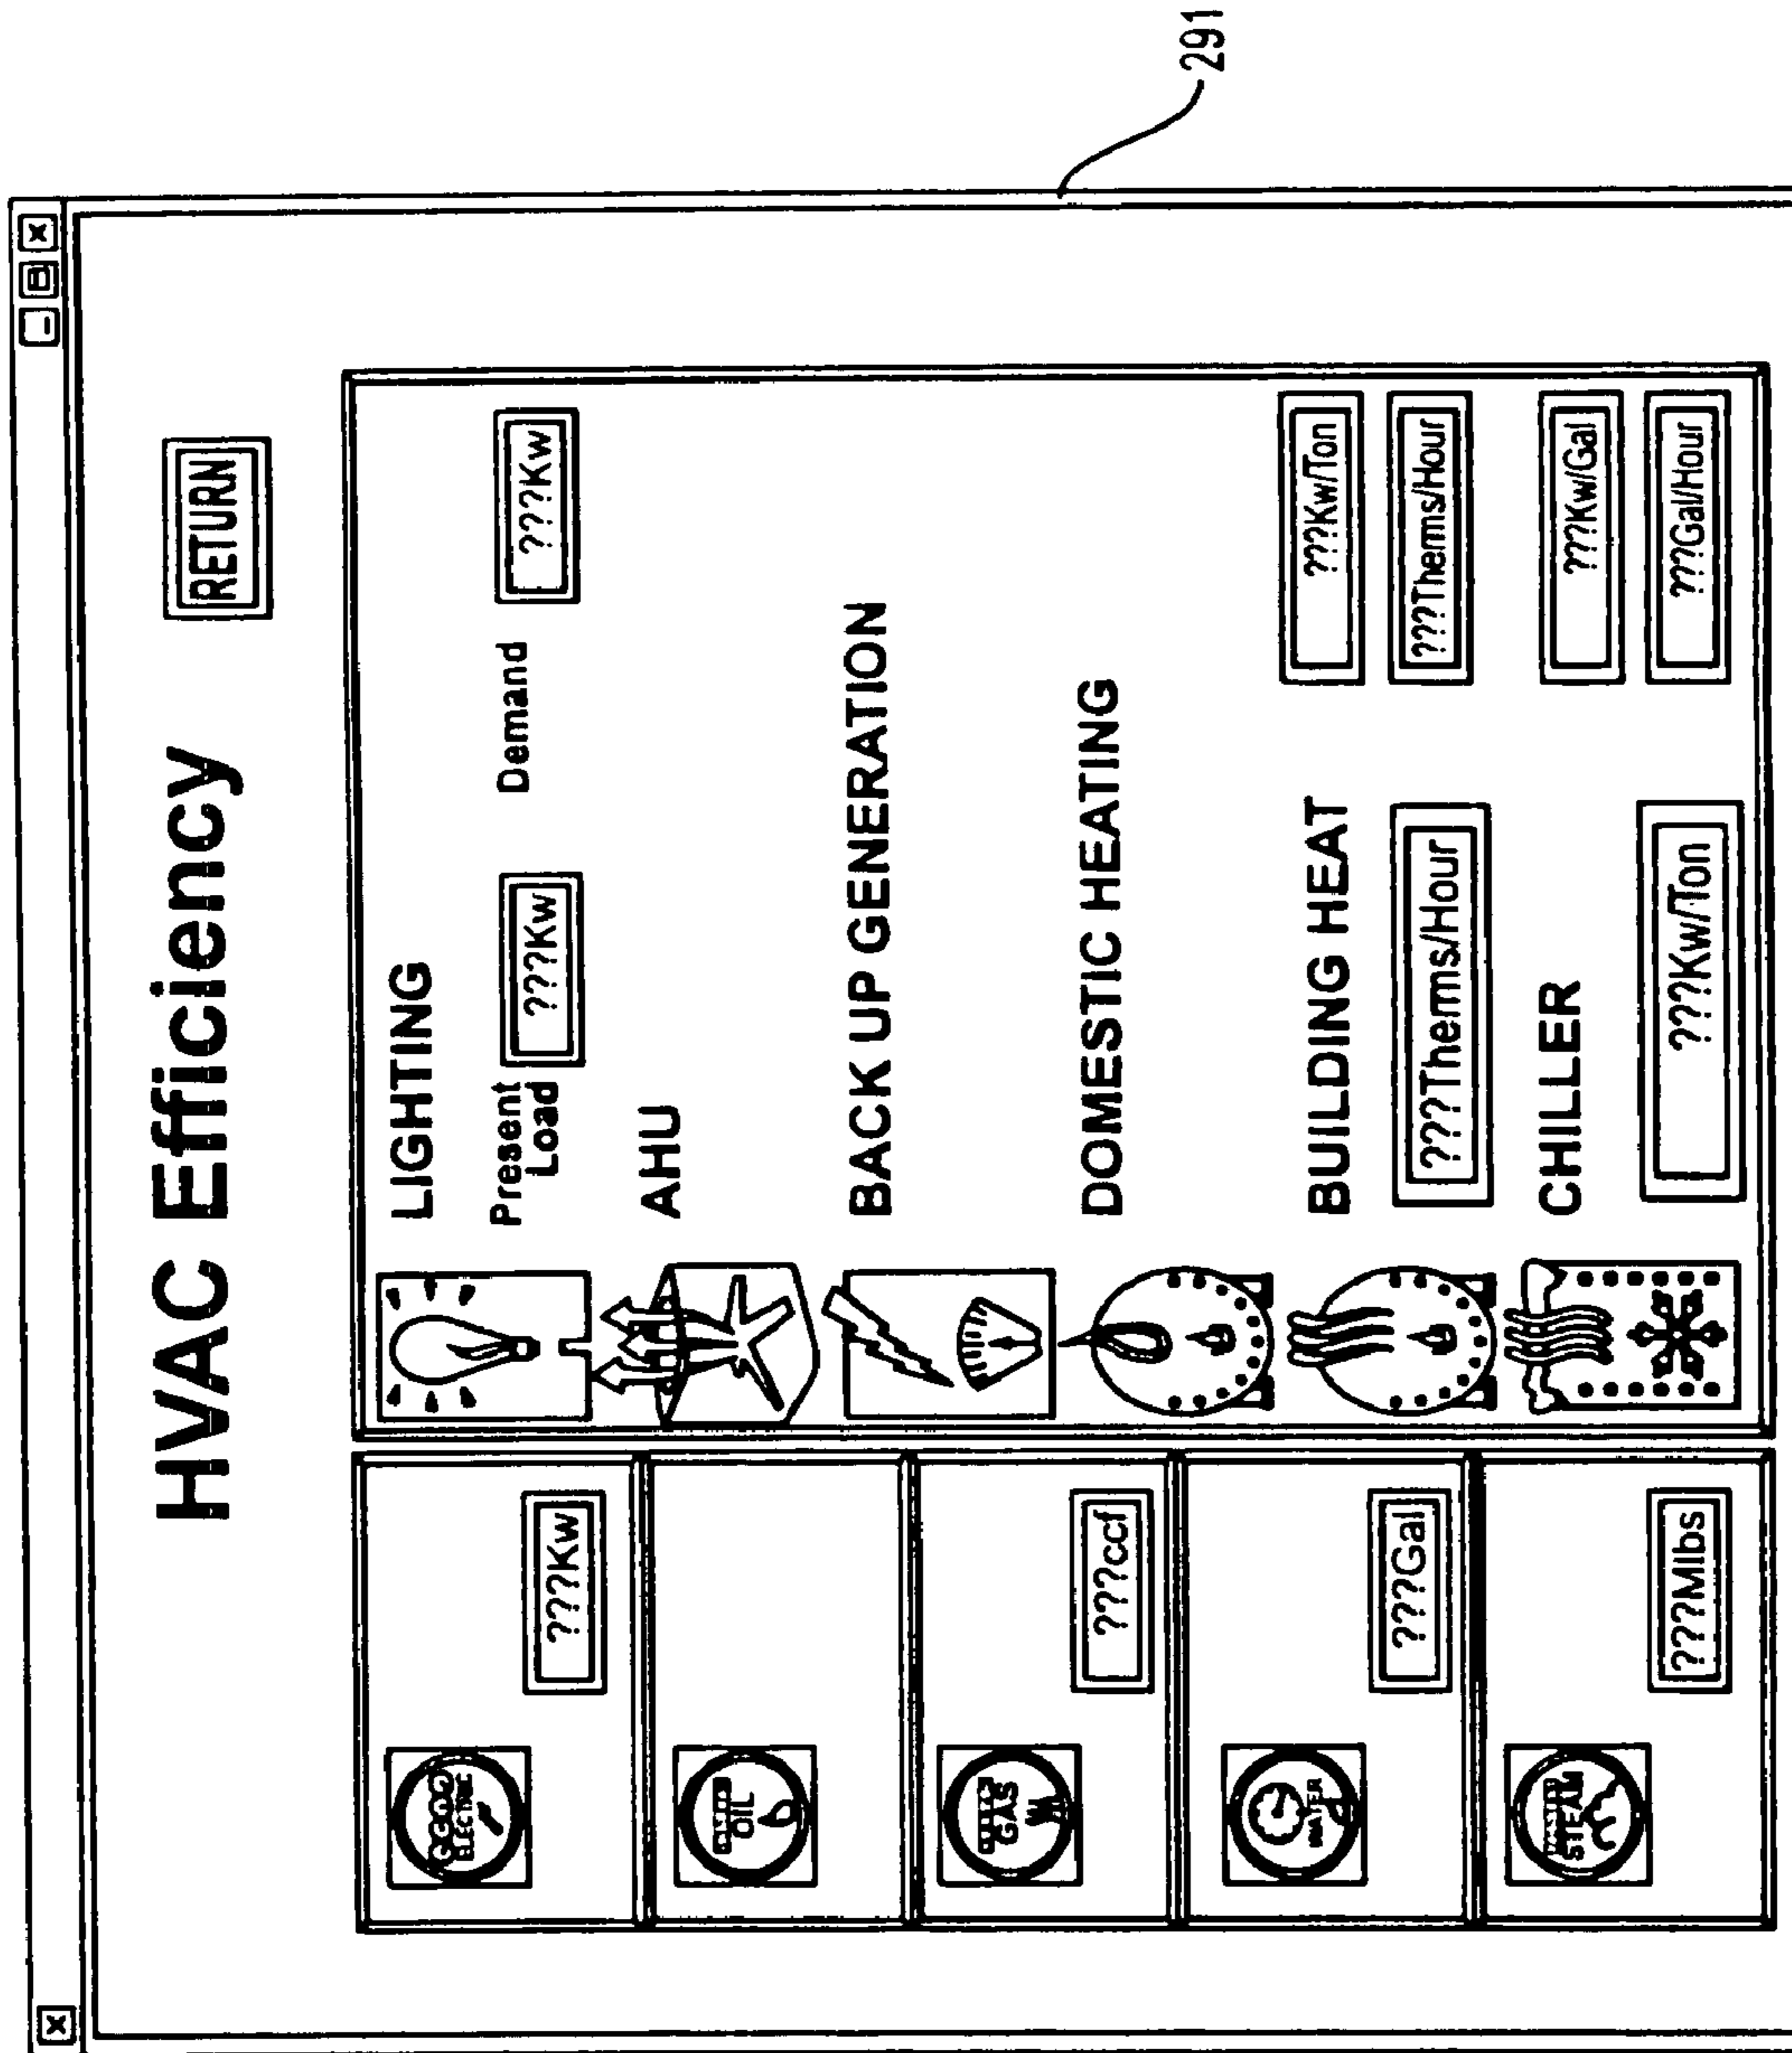 HVAC Efficiency
RETURN
ELECTRIC
???Kw
OIL
GAS
???ccf
WATER
???Gal
STEAM
???Mlbs
LIGHTING
Present
Load
???Kw
Demand
???Kw
AHU
BACK UP GENERATION
DOMESTIC HEATING
BUILDING HEAT
???Therms/Hour
???Kw/Ton
???Therms/Hour
CHILLER
???Kw/Ton
???Kw/Gal
???Gal/Hour
291